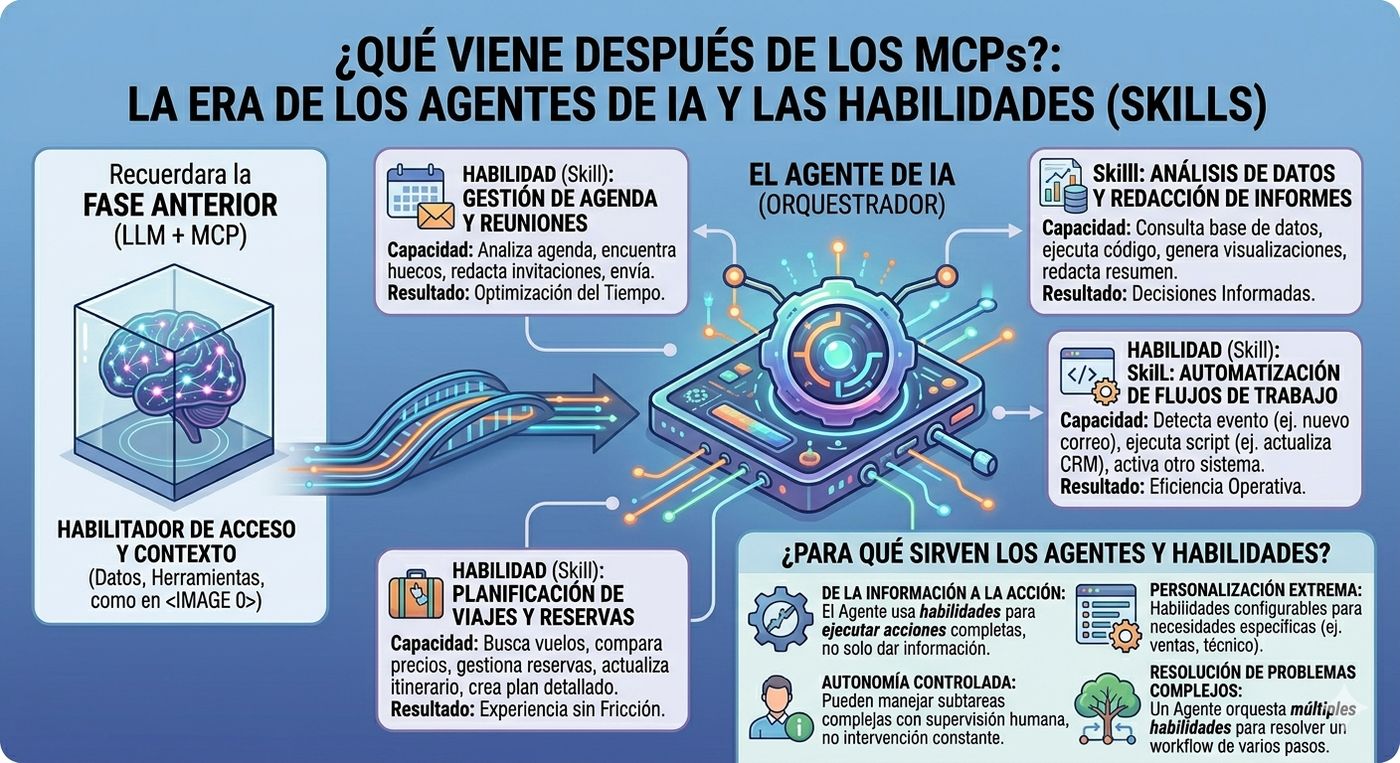 ¿QUÉ VIENE DESPUÉS DE LOS MCPs?:
LA ERA DE LOS AGENTES DE IA Y LAS HABILIDADES (SKILLS)
Recuerdara la
FASE ANTERIOR
(LLM + MCP)
HABILITADOR DE ACCESO
Y CONTEXTO
(Datos, Herramientas,
como en <IMAGE 0>)
HABILIDAD (Skill):
GESTIÓN DE AGENDA
Y REUNIONES
Capacidad: Analiza agenda, encuentra
huecos, redacta invitaciones, envía.
Resultado: Optimización del Tiempo.
EL AGENTE DE IA
(ORQUESTRADOR)
Skilll: ANÁLISIS DE DATOS
Y REDACCIÓN DE INFORMES
Capacidad: Consulta base de datos,
ejecuta código, genera visualizaciones,
redacta resumen.
Resultado: Decisiones Informadas.
HABILIDAD (Skill):
SkilL: AUTOMATIZACIÓN
DE FLUJOS DE TRABAJO
Capacidad: Detecta evento (ej. nuevo
correo), ejecuta script (ej. actualiza
CRM), activa otro sistema.
Resultado: Eficiencia Operativa.
HABILIDAD (Skill):
PLANIFICACIÓN DE
VIAJES Y RESERVAS
Capacidad: Busca vuelos, compara
precios, gestiona reservas, actualiza
itinerario, crea plan detallado.
Resultado: Experiencia sin Fricción.
¿PARA QUÉ SIRVEN LOS AGENTES Y HABILIDADES?
DE LA INFORMACIÓN A LA ACCIÓN:
El Agente usa habilidades para
ejecutar acciones completas,
no solo dar información.
PERSONALIZACIÓN EXTREMA:
Habilidades configurables para
necesidades específicas (ej.
ventas, técnico).
AUTONOMÍA CONTROLADA:
Pueden manejar subtareas
complejas con supervisión humana,
no intervención constante.
RESOLUCIÓN DE PROBLEMAS
COMPLEJOS:
Un Agente orquesta múltiples
habilidades para resolver un
workflow de varios pasos.